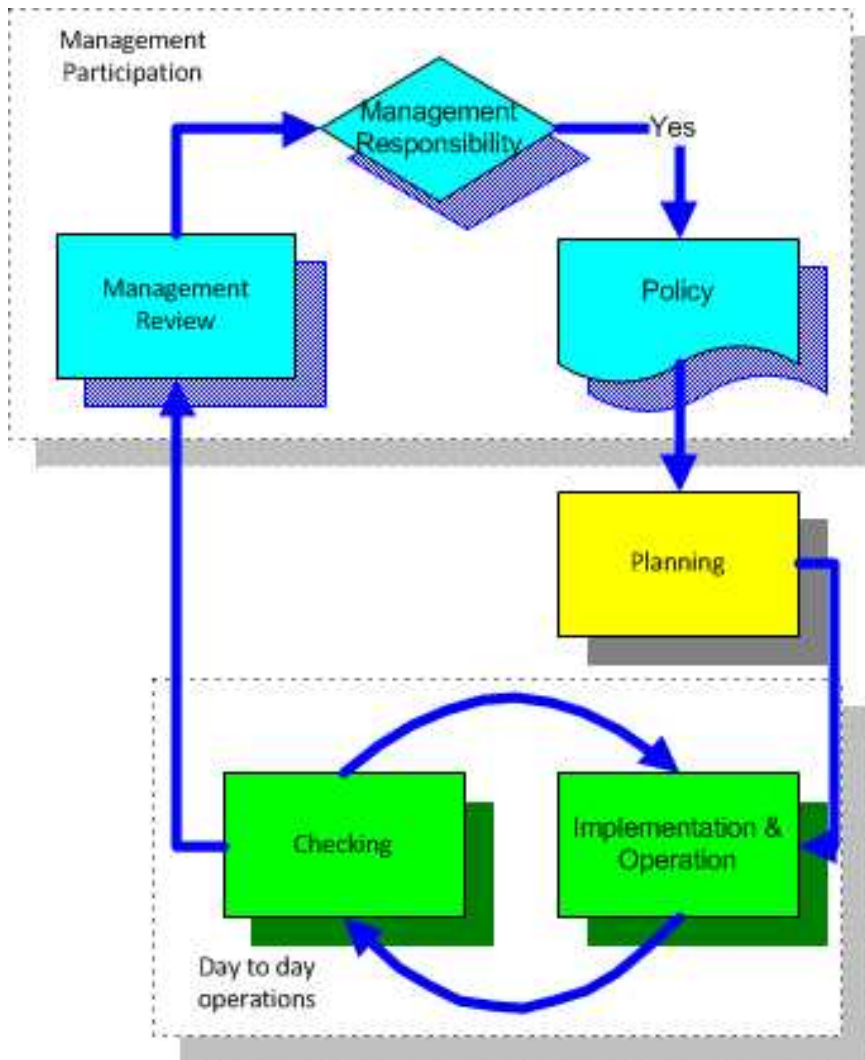 Management
Participation
Management
Responsibility
Yes
Management
Review
Policy
Planning
Checking
Implementation &
Operation
Day to day
operations